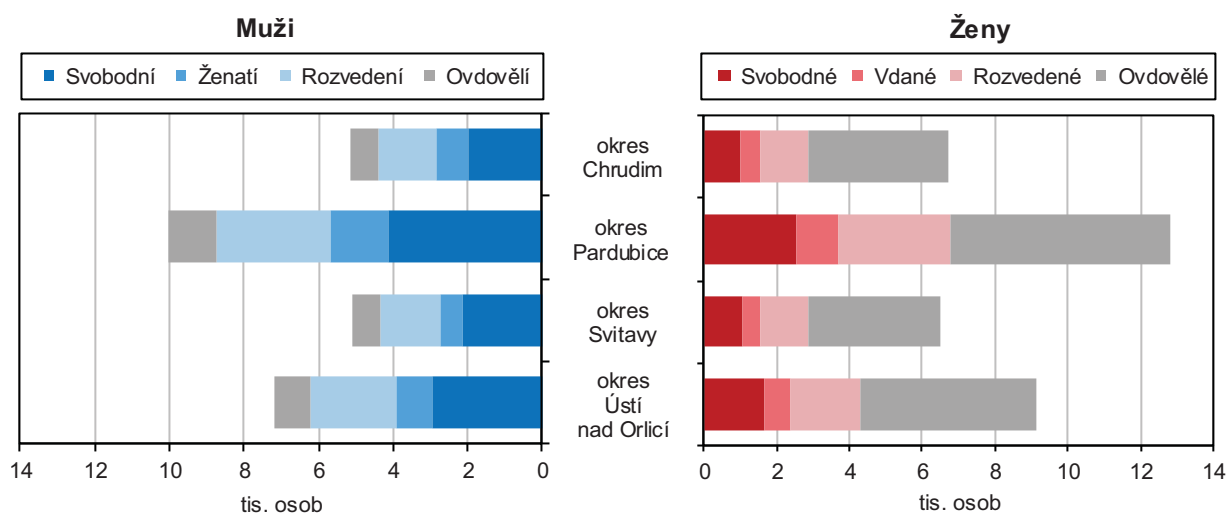 Muži
Svobodní Ženatí Rozvedení Ovdovělí
Ženy
Svobodné Vdané Rozvedené Ovdovělé
okres
Chrudim
okres
Pardubice
okres
Svitavy
okres
Ústí
nad Orlicí
14 12 10 8 6 4 2 0
tis. osob
0 2 4 6 8 10 12 14
tis. osob